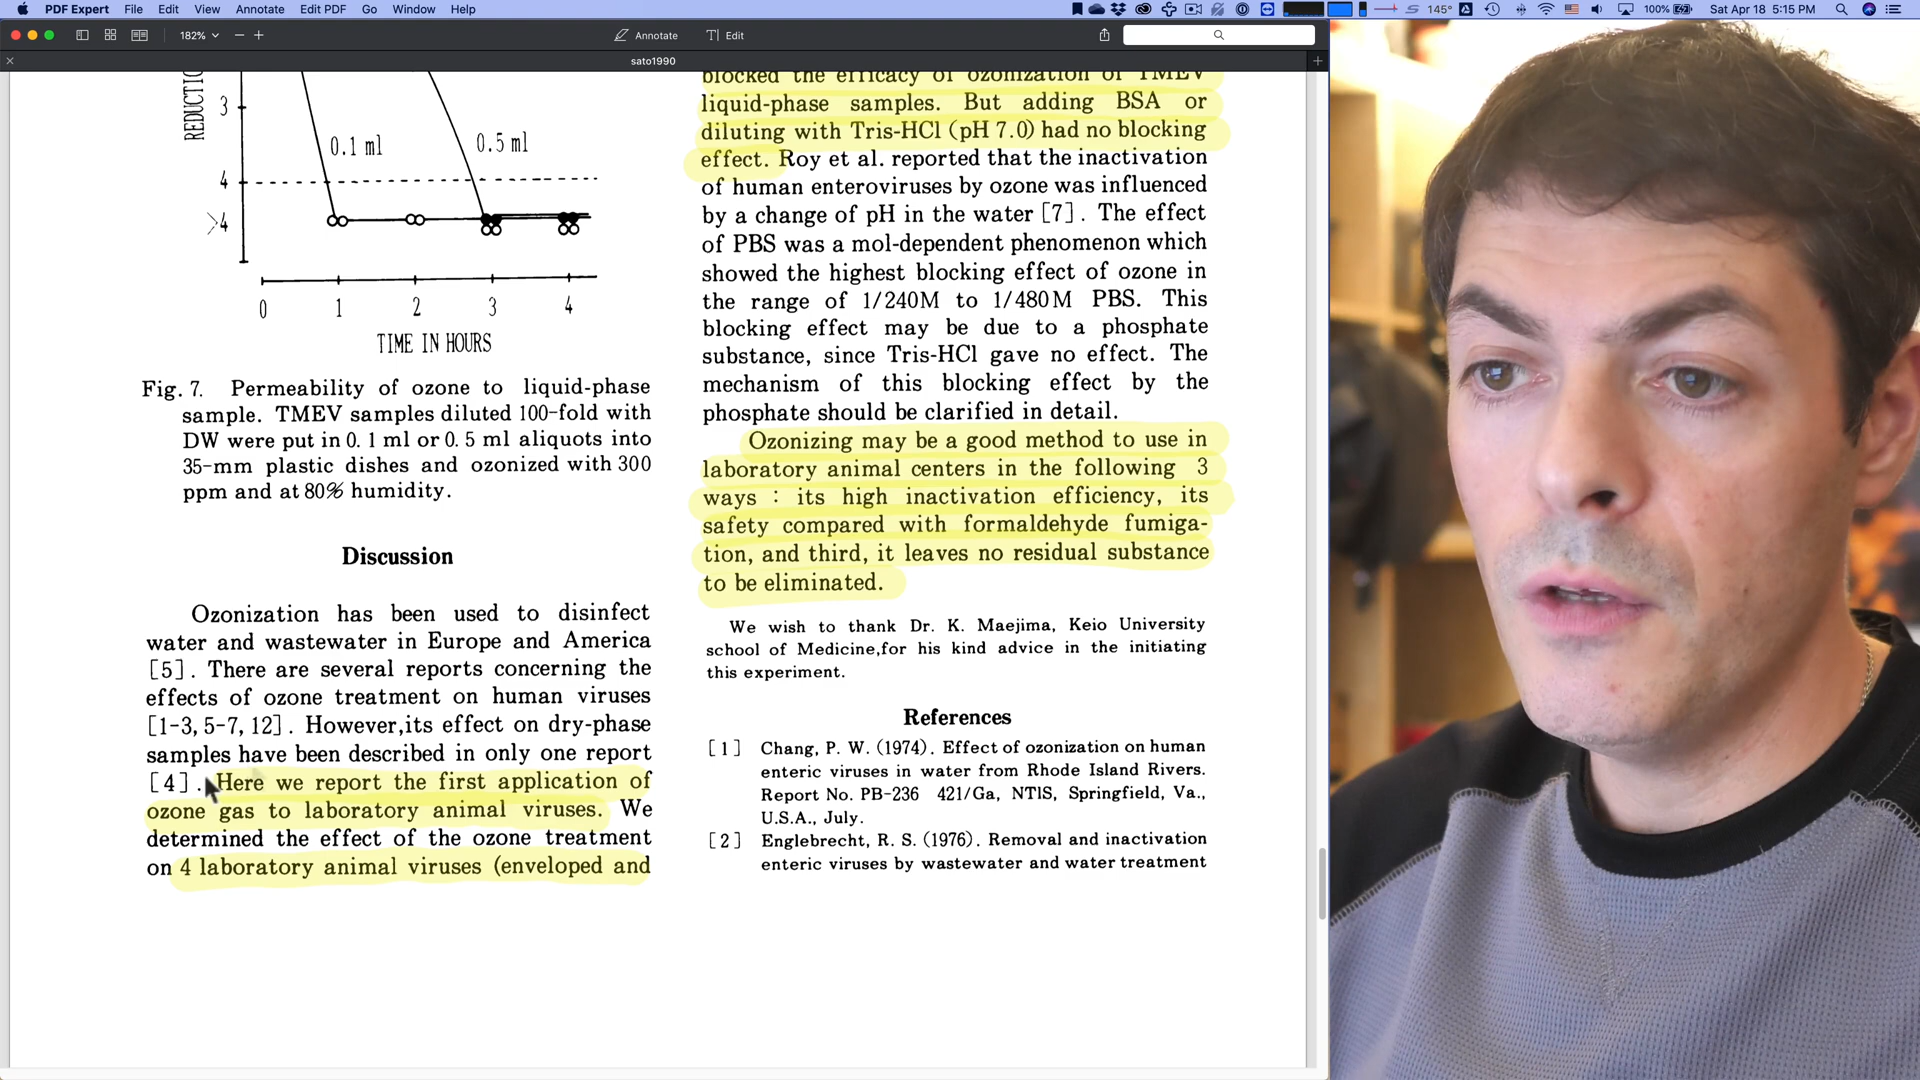 PDF Expert File Edit View Annotate Edit PDF Go Window Help 145° 100% Sat Apr 18 5:15 PM
182% Annotate Edit
sato1990
REDUCTIO
3
0.1 ml
0.5 ml
4
>4
0 1 2 3 4
TIME IN HOURS
Fig. 7. Permeability of ozone to liquid-phase
sample. TMEV samples diluted 100-fold with
DW were put in 0.1 ml or 0.5 ml aliquots into
35-mm plastic dishes and ozonized with 300
ppm and at 80% humidity.
Discussion
Ozonization has been used to disinfect
water and wastewater in Europe and America
[5]. There are several reports concerning the
effects of ozone treatment on human viruses
[1-3, 5-7, 12]. However,its effect on dry-phase
samples have been described in only one report
[4]. Here we report the first application of
ozone gas to laboratory animal viruses. We
determined the effect of the ozone treatment
on 4 laboratory animal viruses (enveloped and
blocked the efficacy of ozonization of TMEV
liquid-phase samples. But adding BSA or
diluting with Tris-HCl (pH 7.0) had no blocking
effect. Roy et al. reported that the inactivation
of human enteroviruses by ozone was influenced
by a change of pH in the water [7]. The effect
of PBS was a mol-dependent phenomenon which
showed the highest blocking effect of ozone in
the range of 1/240M to 1/480M PBS. This
blocking effect may be due to a phosphate
substance, since Tris-HCl gave no effect. The
mechanism of this blocking effect by the
phosphate should be clarified in detail.
Ozonizing may be a good method to use in
laboratory animal centers in the following 3
ways : its high inactivation efficiency, its
safety compared with formaldehyde fumiga-
tion, and third, it leaves no residual substance
to be eliminated.
We wish to thank Dr. K. Maejima, Keio University
school of Medicine,for his kind advice in the initiating
this experiment.
References
[1] Chang, P. W. (1974). Effect of ozonization on human
enteric viruses in water from Rhode Island Rivers.
Report No. PB-236 421/Ga, NTIS, Springfield, Va.,
U.S.A., July.
[2] Englebrecht, R. S. (1976). Removal and inactivation
enteric viruses by wastewater and water treatment